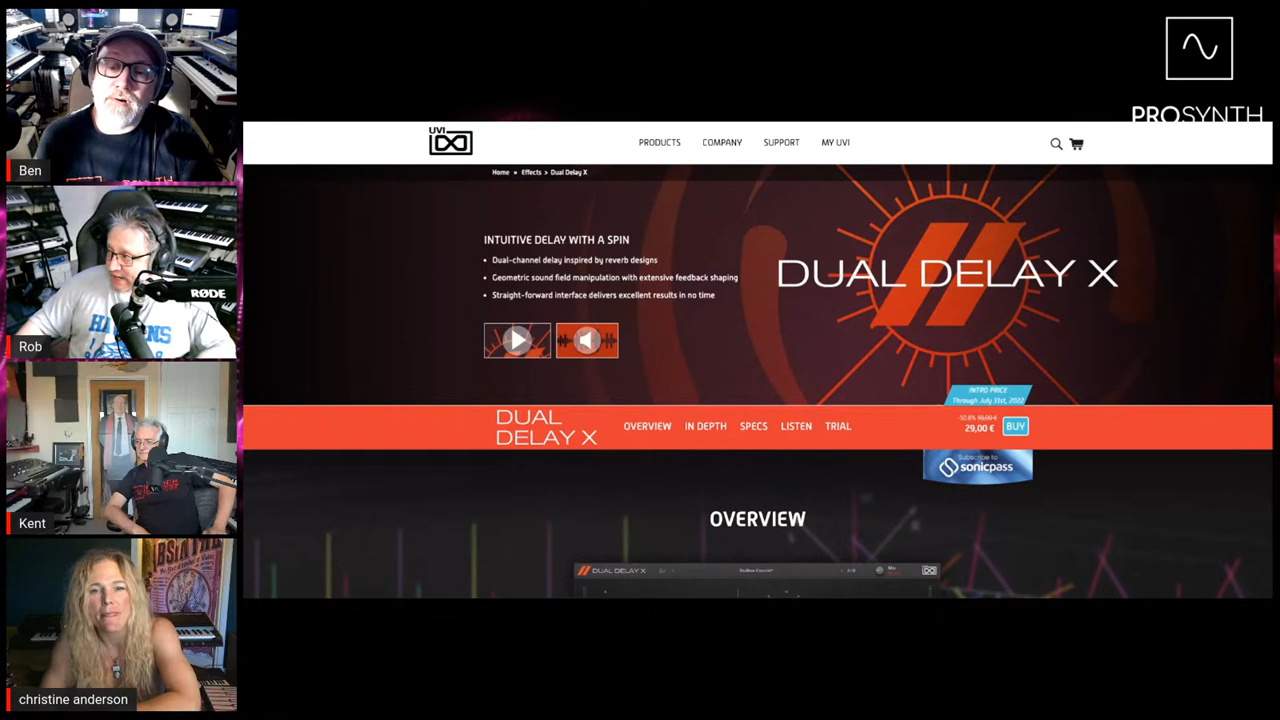 PROSYNTH
Ben
RØDE
Rob
Kent
ABSINTHE
christine anderson
UVI
PRODUCTS
COMPANY
SUPPORT
MY UVI
Home » Effects > Dual Delay X
INTUITIVE DELAY WITH A SPIN
• Dual-channel delay inspired by reverb designs
• Geometric sound field manipulation with extensive feedback shaping
• Straight-forward interface delivers excellent results in no time
DUAL DELAY X
INTRO PRICE
Through July 31st, 2022
DUAL
DELAY X
OVERVIEW
IN DEPTH
SPECS
LISTEN
TRIAL
29,00 €
BUY
Subscribe to
sonicpass
OVERVIEW
DUAL DELAY X